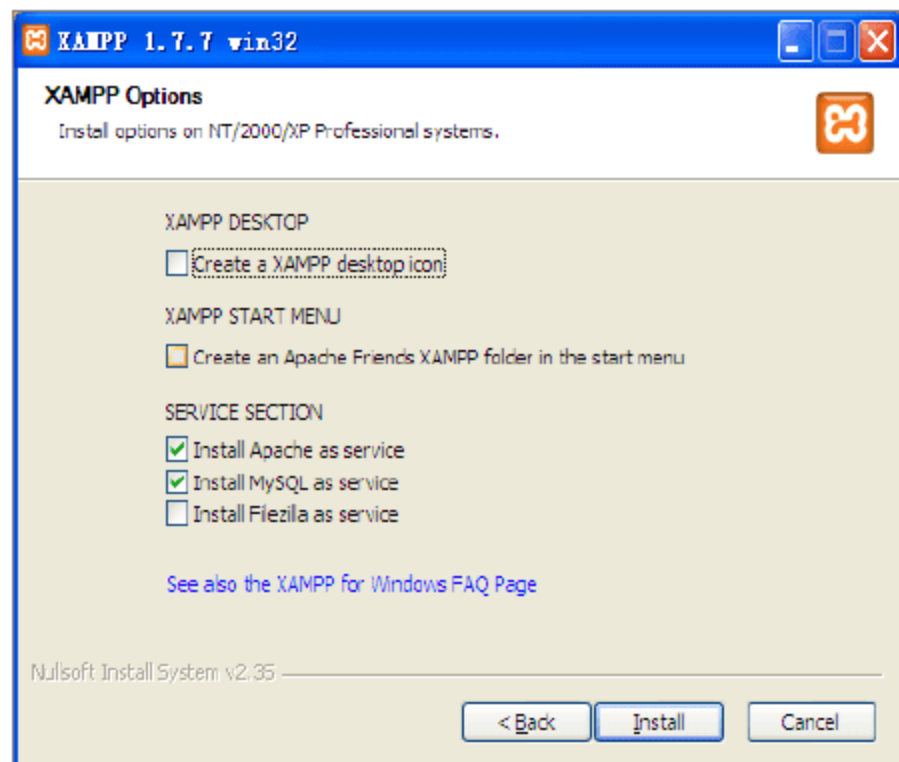 XAMPP 1.7.7 win32
XAMPP Options
Install options on NT/2000/XP Professional systems.
XAMPP DESKTOP
Create a XAMPP desktop icon
XAMPP START MENU
Create an Apache Friends XAMPP folder in the start menu
SERVICE SECTION
Install Apache as service
Install MySQL as service
Install Filezilla as service
See also the XAMPP for Windows FAQ Page
Nullsoft Install System v2.35
< Back Install Cancel